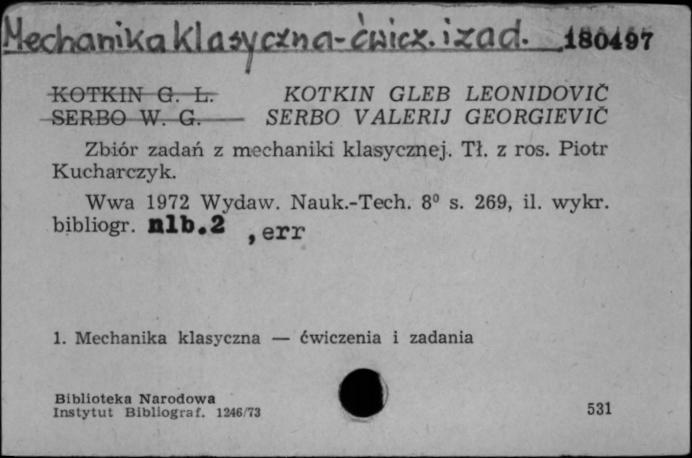 Mechanika klasyczna - ćwicz. i zad. 180497
KOTKIN G. L. KOTKIN GLEB LEONIDOVIČ
SERBO W. G. SERBO VALERIJ GEORGIEVIČ
Zbiór zadań z mechaniki klasycznej. Tł. z ros. Piotr
Kucharczyk.
Wwa 1972 Wydaw. Nauk.-Tech. 8⁰ s. 269, il. wykr.
bibliogr. nlb.2 , err
1. Mechanika klasyczna — ćwiczenia i zadania
Biblioteka Narodowa
Instytut Bibliograf. 1246/73 531